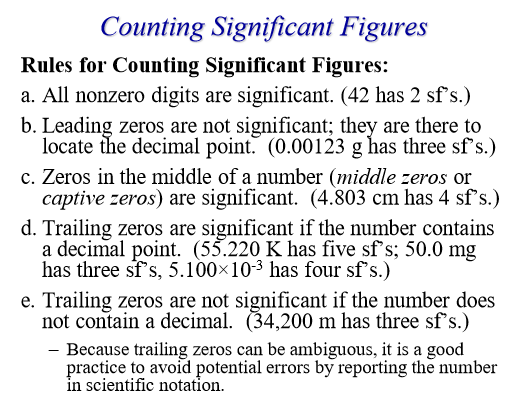 Counting Significant Figures
Rules for Counting Significant Figures:
a. All nonzero digits are significant. (42 has 2 sf's.)
b. Leading zeros are not significant; they are there to
locate the decimal point. (0.00123 g has three sf's.)
c. Zeros in the middle of a number (middle zeros or
captive zeros) are significant. (4.803 cm has 4 sf's.)
d. Trailing zeros are significant if the number contains
a decimal point. (55.220 K has five sf's; 50.0 mg
has three sf's, 5.100×10⁻³ has four sf's.)
e. Trailing zeros are not significant if the number does
not contain a decimal. (34,200 m has three sf's.)
– Because trailing zeros can be ambiguous, it is a good
practice to avoid potential errors by reporting the number
in scientific notation.